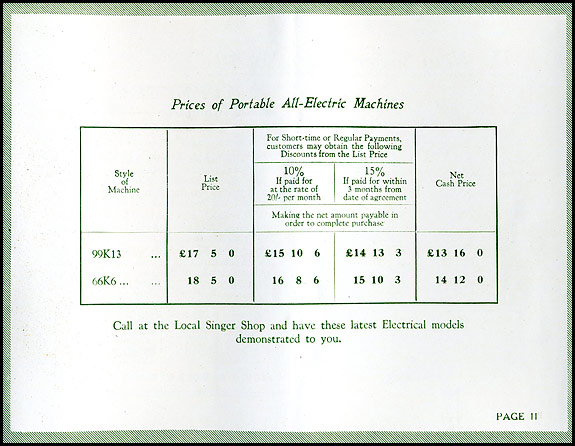 Prices of Portable All-Electric Machines
Style
of
Machine
List
Price
For Short-time or Regular Payments,
customers may obtain the following
Discounts from the List Price
10%
If paid for
at the rate of
20/- per month
15%
If paid for within
3 months from
date of agreement
Making the net amount payable in
order to complete purchase
Net
Cash Price
99K13 ... £17 5 0 £15 10 6 £14 13 3 £13 16 0
66K6 ... ... 18 5 0 16 8 6 15 10 3 14 12 0
Call at the Local Singer Shop and have these latest Electrical models
demonstrated to you.
PAGE 11